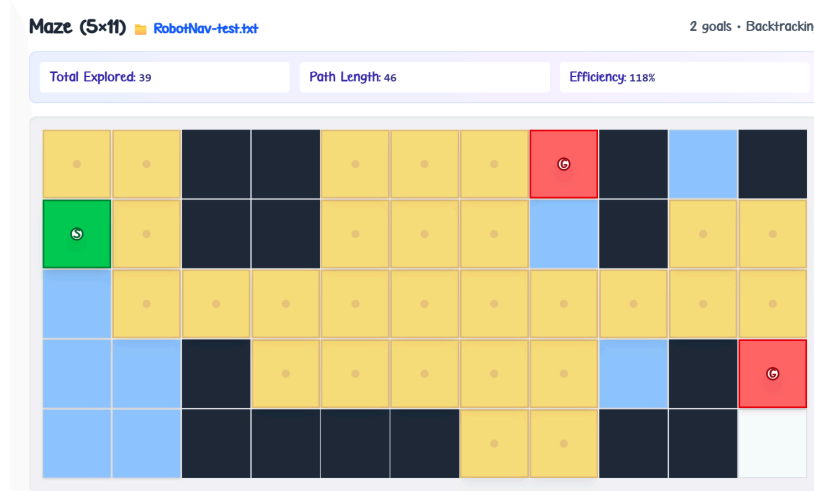 Maze (5×11) RobotNav-test.txt
2 goals • Backtrackin
Total Explored: 39
Path Length: 46
Efficiency: 118%
G
S
G